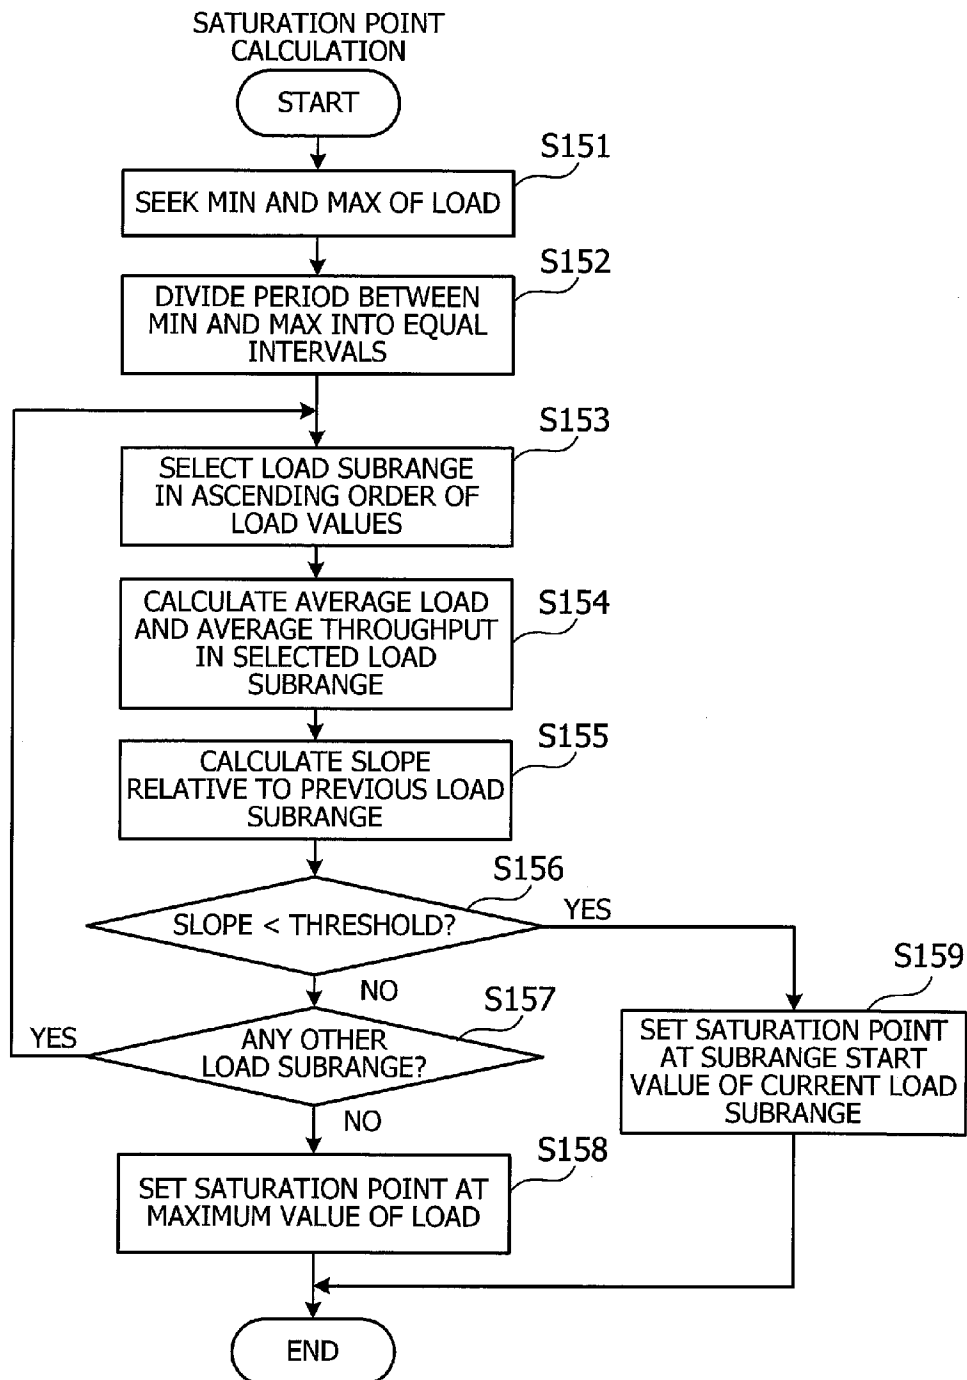 SATURATION POINT
CALCULATION
START
S151
SEEK MIN AND MAX OF LOAD
S152
DIVIDE PERIOD BETWEEN
MIN AND MAX INTO EQUAL
INTERVALS
S153
SELECT LOAD SUBRANGE
IN ASCENDING ORDER OF
LOAD VALUES
S154
CALCULATE AVERAGE LOAD
AND AVERAGE THROUGHPUT
IN SELECTED LOAD
SUBRANGE
S155
CALCULATE SLOPE
RELATIVE TO PREVIOUS LOAD
SUBRANGE
S156
SLOPE < THRESHOLD?
YES
NO
S157
ANY OTHER
LOAD SUBRANGE?
YES
NO
S158
SET SATURATION POINT AT
MAXIMUM VALUE OF LOAD
S159
SET SATURATION POINT
AT SUBRANGE START
VALUE OF CURRENT LOAD
SUBRANGE
END